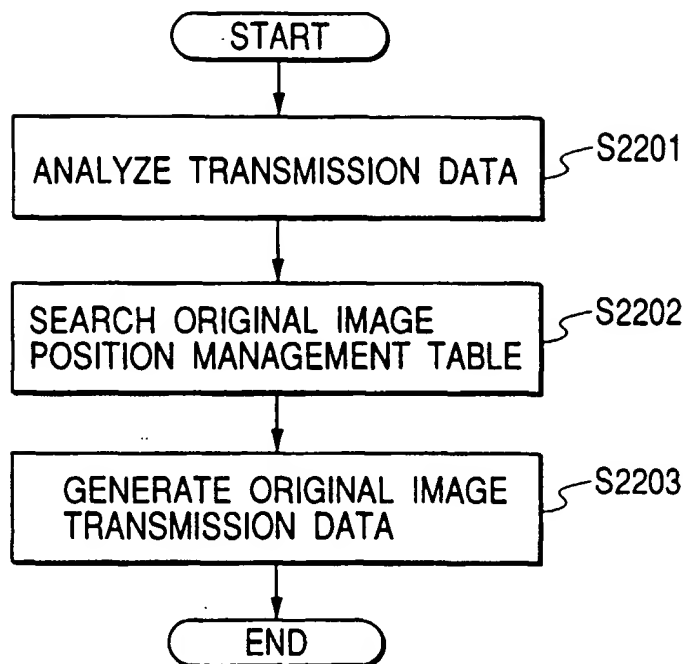 START
ANALYZE TRANSMISSION DATA
S2201
SEARCH ORIGINAL IMAGE
POSITION MANAGEMENT TABLE
S2202
GENERATE ORIGINAL IMAGE
TRANSMISSION DATA
S2203
END